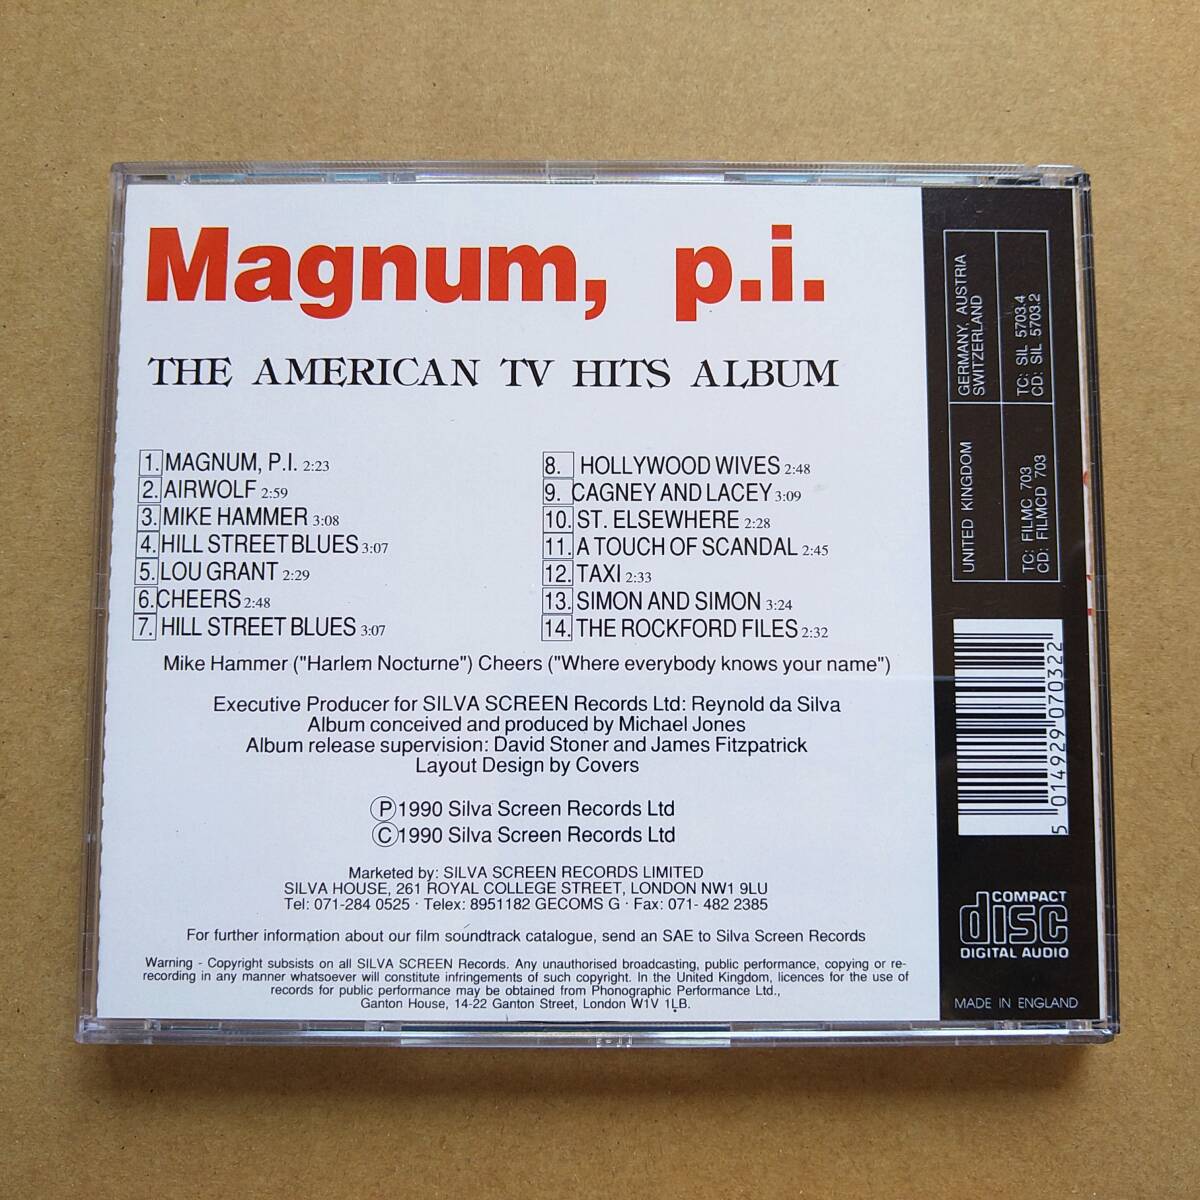 Magnum, p.i.
THE AMERICAN TV HITS ALBUM
1. MAGNUM, P.I. 2:23
2. AIRWOLF 2:59
3. MIKE HAMMER 3:08
4. HILL STREET BLUES 3:07
5. LOU GRANT 2:29
6. CHEERS 2:48
7. HILL STREET BLUES 3:07
8. HOLLYWOOD WIVES 2:48
9. CAGNEY AND LACEY 3:09
10. ST. ELSEWHERE 2:28
11. A TOUCH OF SCANDAL 2:45
12. TAXI 2:33
13. SIMON AND SIMON 3:24
14. THE ROCKFORD FILES 2:32
Mike Hammer ("Harlem Nocturne") Cheers ("Where everybody knows your name")
Executive Producer for SILVA SCREEN Records Ltd: Reynold da Silva
Album conceived and produced by Michael Jones
Album release supervision: David Stoner and James Fitzpatrick
Layout Design by Covers
Ⓟ1990 Silva Screen Records Ltd
Ⓒ1990 Silva Screen Records Ltd
Marketed by: SILVA SCREEN RECORDS LIMITED
SILVA HOUSE, 261 ROYAL COLLEGE STREET, LONDON NW1 9LU
Tel: 071-284 0525 · Telex: 8951182 GECOMS G · Fax: 071- 482 2385
For further information about our film soundtrack catalogue, send an SAE to Silva Screen Records
Warning - Copyright subsists on all SILVA SCREEN Records. Any unauthorised broadcasting, public performance, copying or re-
recording in any manner whatsoever will constitute infringements of such copyright. In the United Kingdom, licences for the use of
records for public performance may be obtained from Phonographic Performance Ltd.,
Ganton House, 14-22 Ganton Street, London W1V 1LB.
GERMANY, AUSTRIA
SWITZERLAND
TC: SIL 5703.4
CD: SIL 5703.2
UNITED KINGDOM
TC: FILMC 703
CD: FILMCD 703
5 014929 070322
COMPACT
disc
DIGITAL AUDIO
MADE IN ENGLAND